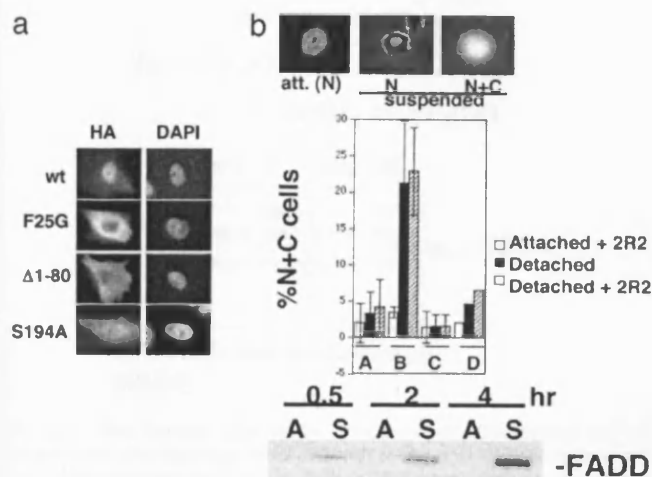 a
HA DAPI
wt
F25G
Δ1-80
S194A
b
att. (N) N N+C
suspended
%N+C cells
30
25
20
15
10
5
0
-5
A B C D
Attached + 2R2
Detached
Detached + 2R2
0.5 2 4 hr
A S A S A S
-FADD